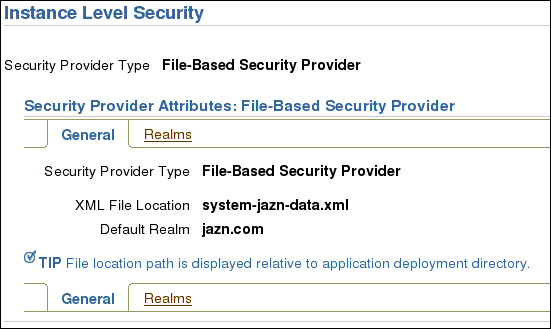 Instance Level Security
Security Provider Type File-Based Security Provider
Security Provider Attributes: File-Based Security Provider
General Realms
Security Provider Type File-Based Security Provider
XML File Location system-jazn-data.xml
Default Realm jazn.com
TIP File location path is displayed relative to application deployment directory.
General Realms